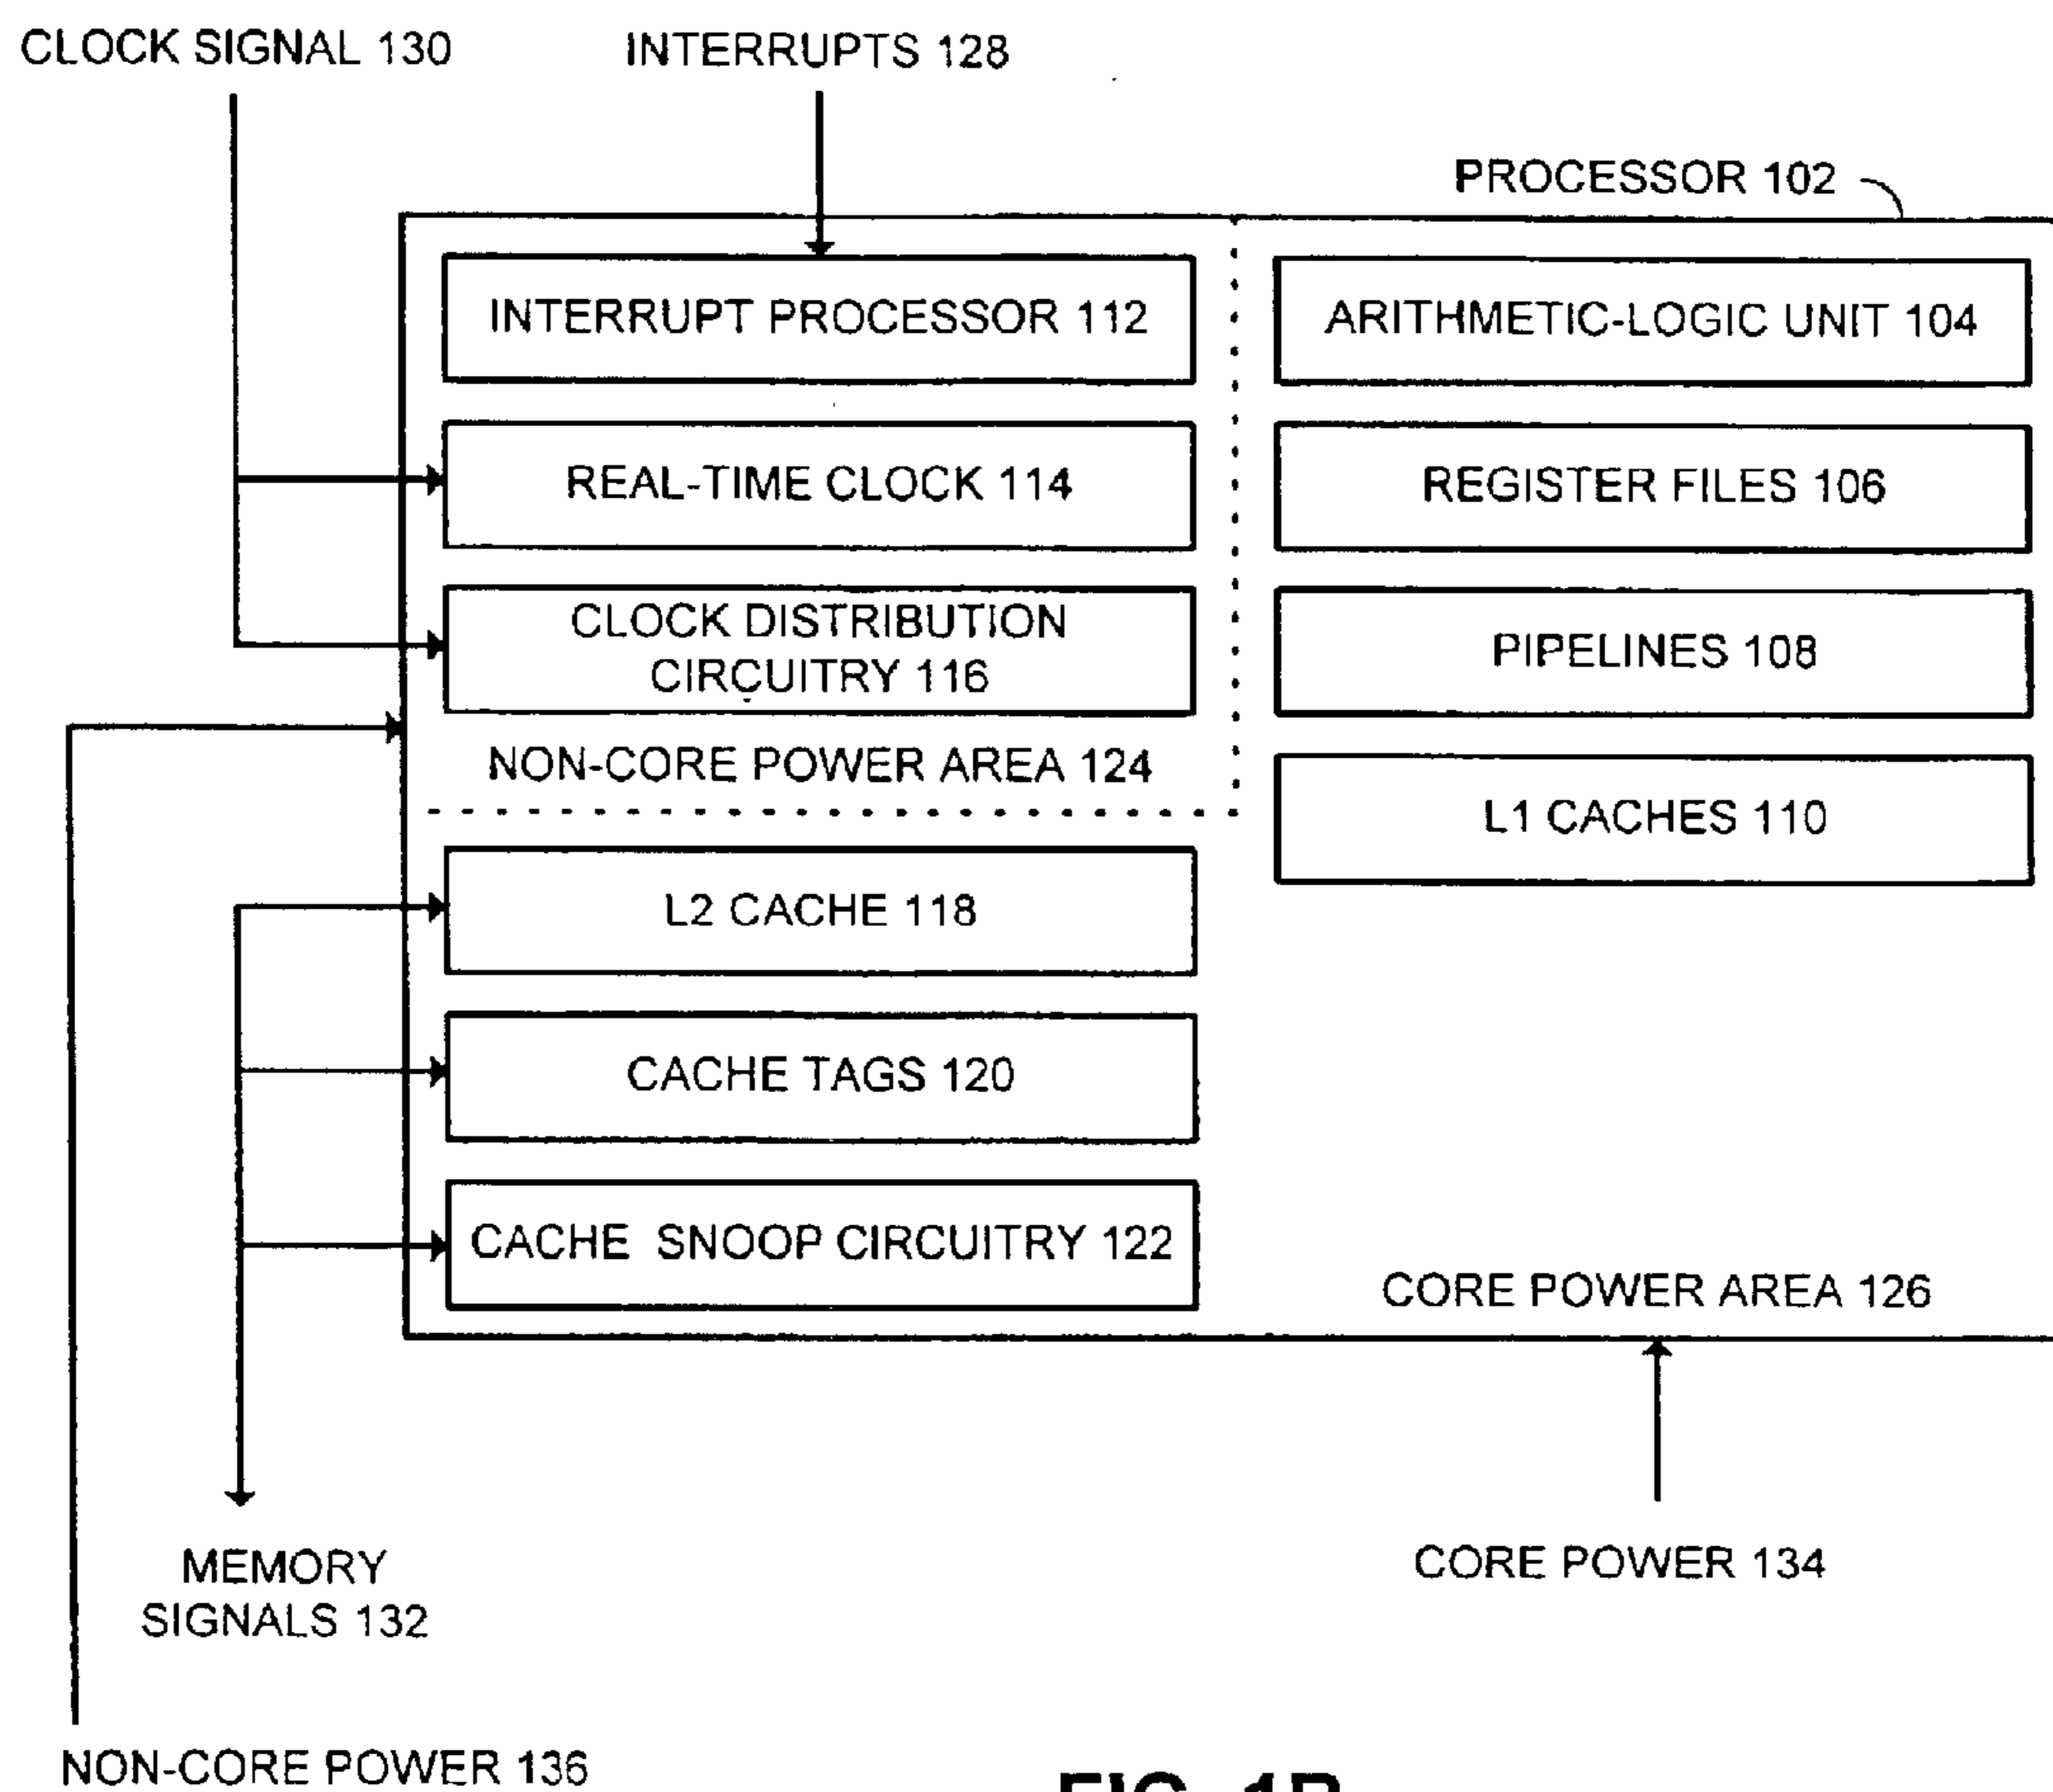 CLOCK SIGNAL 130
INTERRUPTS 128
PROCESSOR 102
INTERRUPT PROCESSOR 112
ARITHMETIC-LOGIC UNIT 104
REAL-TIME CLOCK 114
REGISTER FILES 106
CLOCK DISTRIBUTION
CIRCUITRY 116
PIPELINES 108
NON-CORE POWER AREA 124
L1 CACHES 110
L2 CACHE 118
CACHE TAGS 120
CACHE SNOOP CIRCUITRY 122
CORE POWER AREA 126
MEMORY
SIGNALS 132
CORE POWER 134
NON-CORE POWER 136
FIG. 1B